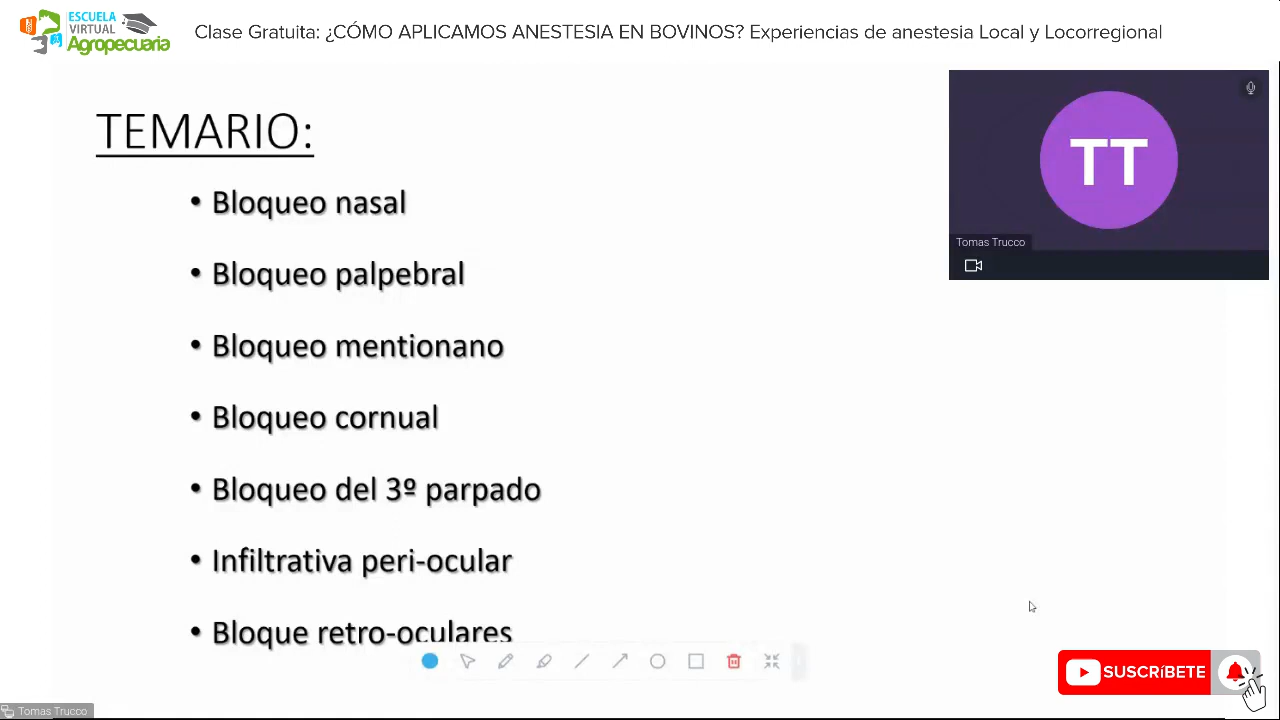 ESCUELA
VIRTUAL
Agropecuaria
Clase Gratuita: ¿CÓMO APLICAMOS ANESTESIA EN BOVINOS? Experiencias de anestesia Local y Locorregional
TEMARIO:
• Bloqueo nasal
• Bloqueo palpebral
• Bloqueo mentionano
• Bloqueo cornual
• Bloqueo del 3º parpado
• Infiltrativa peri-ocular
• Bloque retro-oculares
TT
Tomas Trucco
SUSCRíBETE
Tomas Trucco